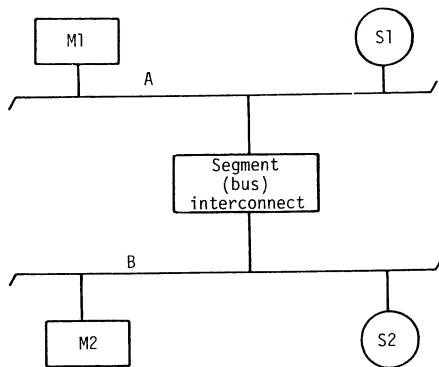 M1
S1
A
Segment
(bus)
interconnect
B
M2
S2